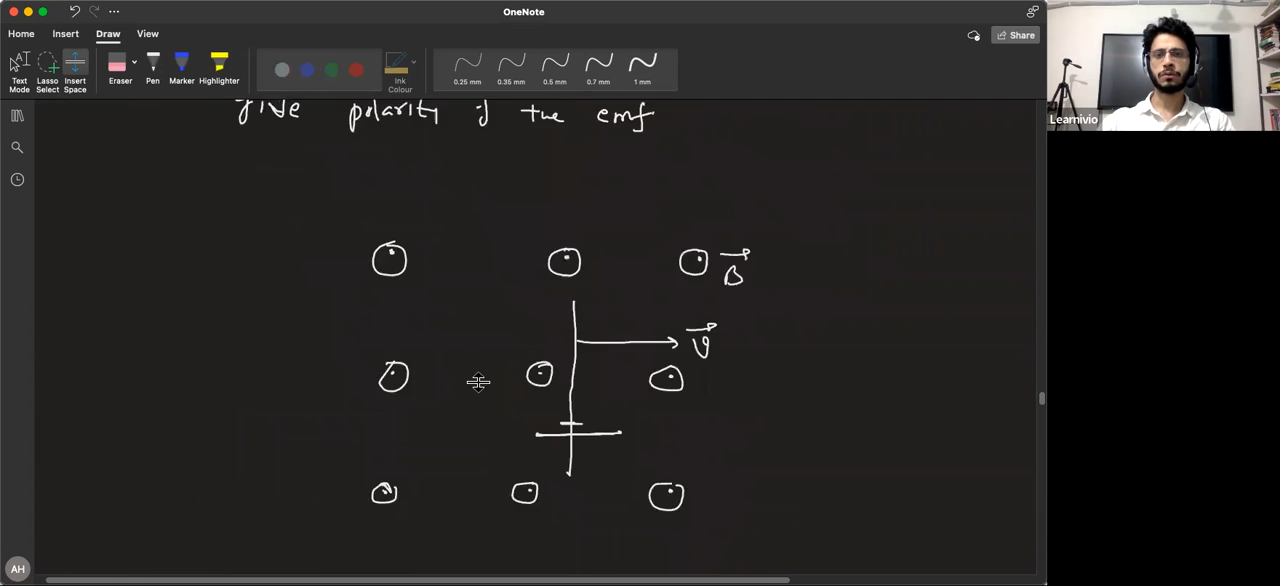 OneNote
Home Insert Draw View
Share
Text Mode
Lasso Select
Insert Space
Eraser
Pen
Marker
Highlighter
Ink Colour
0.25 mm
0.35 mm
0.5 mm
0.7 mm
1 mm
Learnivio
give polarity of the emf
B
v
AH